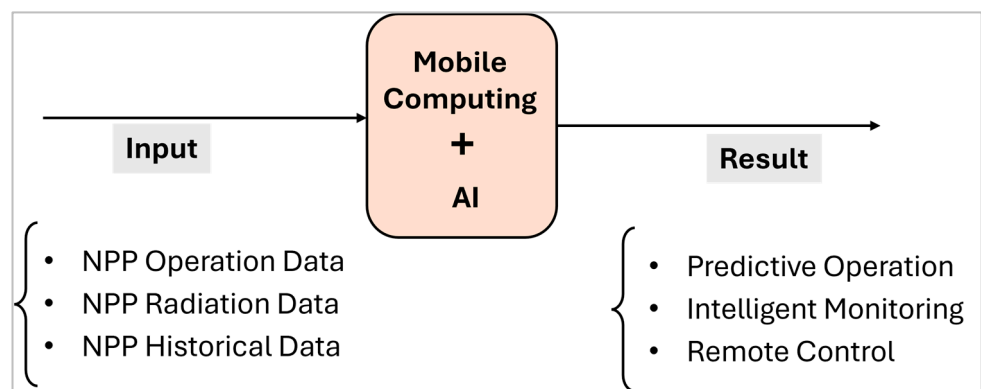 Mobile
Computing
+
AI
Input
Result
• NPP Operation Data
• NPP Radiation Data
• NPP Historical Data
• Predictive Operation
• Intelligent Monitoring
• Remote Control